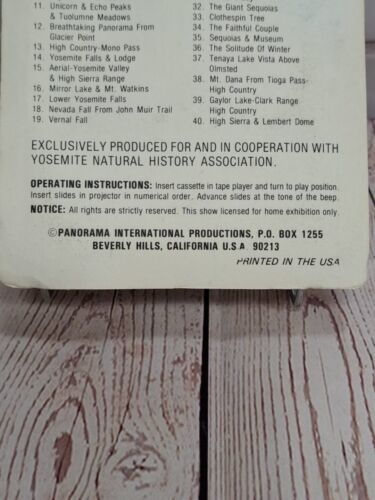 11. Unicorn & Echo Peaks
& Tuolumne Meadows
12. Breathtaking Panorama From
Glacier Point
13. High Country-Mono Pass
14. Yosemite Falls & Lodge
15. Aerial-Yosemite Valley
& High Sierra Range
16. Mirror Lake & Mt. Watkins
17. Lower Yosemite Falls
18. Nevada Fall From John Muir Trail
19. Vernal Fall
32. The Giant Sequoias
33. Clothespin Tree
34. The Faithful Couple
35. Sequoias & Museum
36. The Solitude Of Winter
37. Tenaya Lake Vista Above
Olmsted
38. Mt. Dana From Tioga Pass-
High Country
39. Gaylor Lake-Clark Range
High Country
40. High Sierra & Lembert Dome
EXCLUSIVELY PRODUCED FOR AND IN COOPERATION WITH
YOSEMITE NATURAL HISTORY ASSOCIATION.
OPERATING INSTRUCTIONS: Insert cassette in tape player and turn to play position.
Insert slides in projector in numerical order. Advance slides at the tone of the beep.
NOTICE: All rights are strictly reserved. This show licensed for home exhibition only.
©PANORAMA INTERNATIONAL PRODUCTIONS, P.O. BOX 1255
BEVERLY HILLS, CALIFORNIA U.S.A. 90213
PRINTED IN THE USA